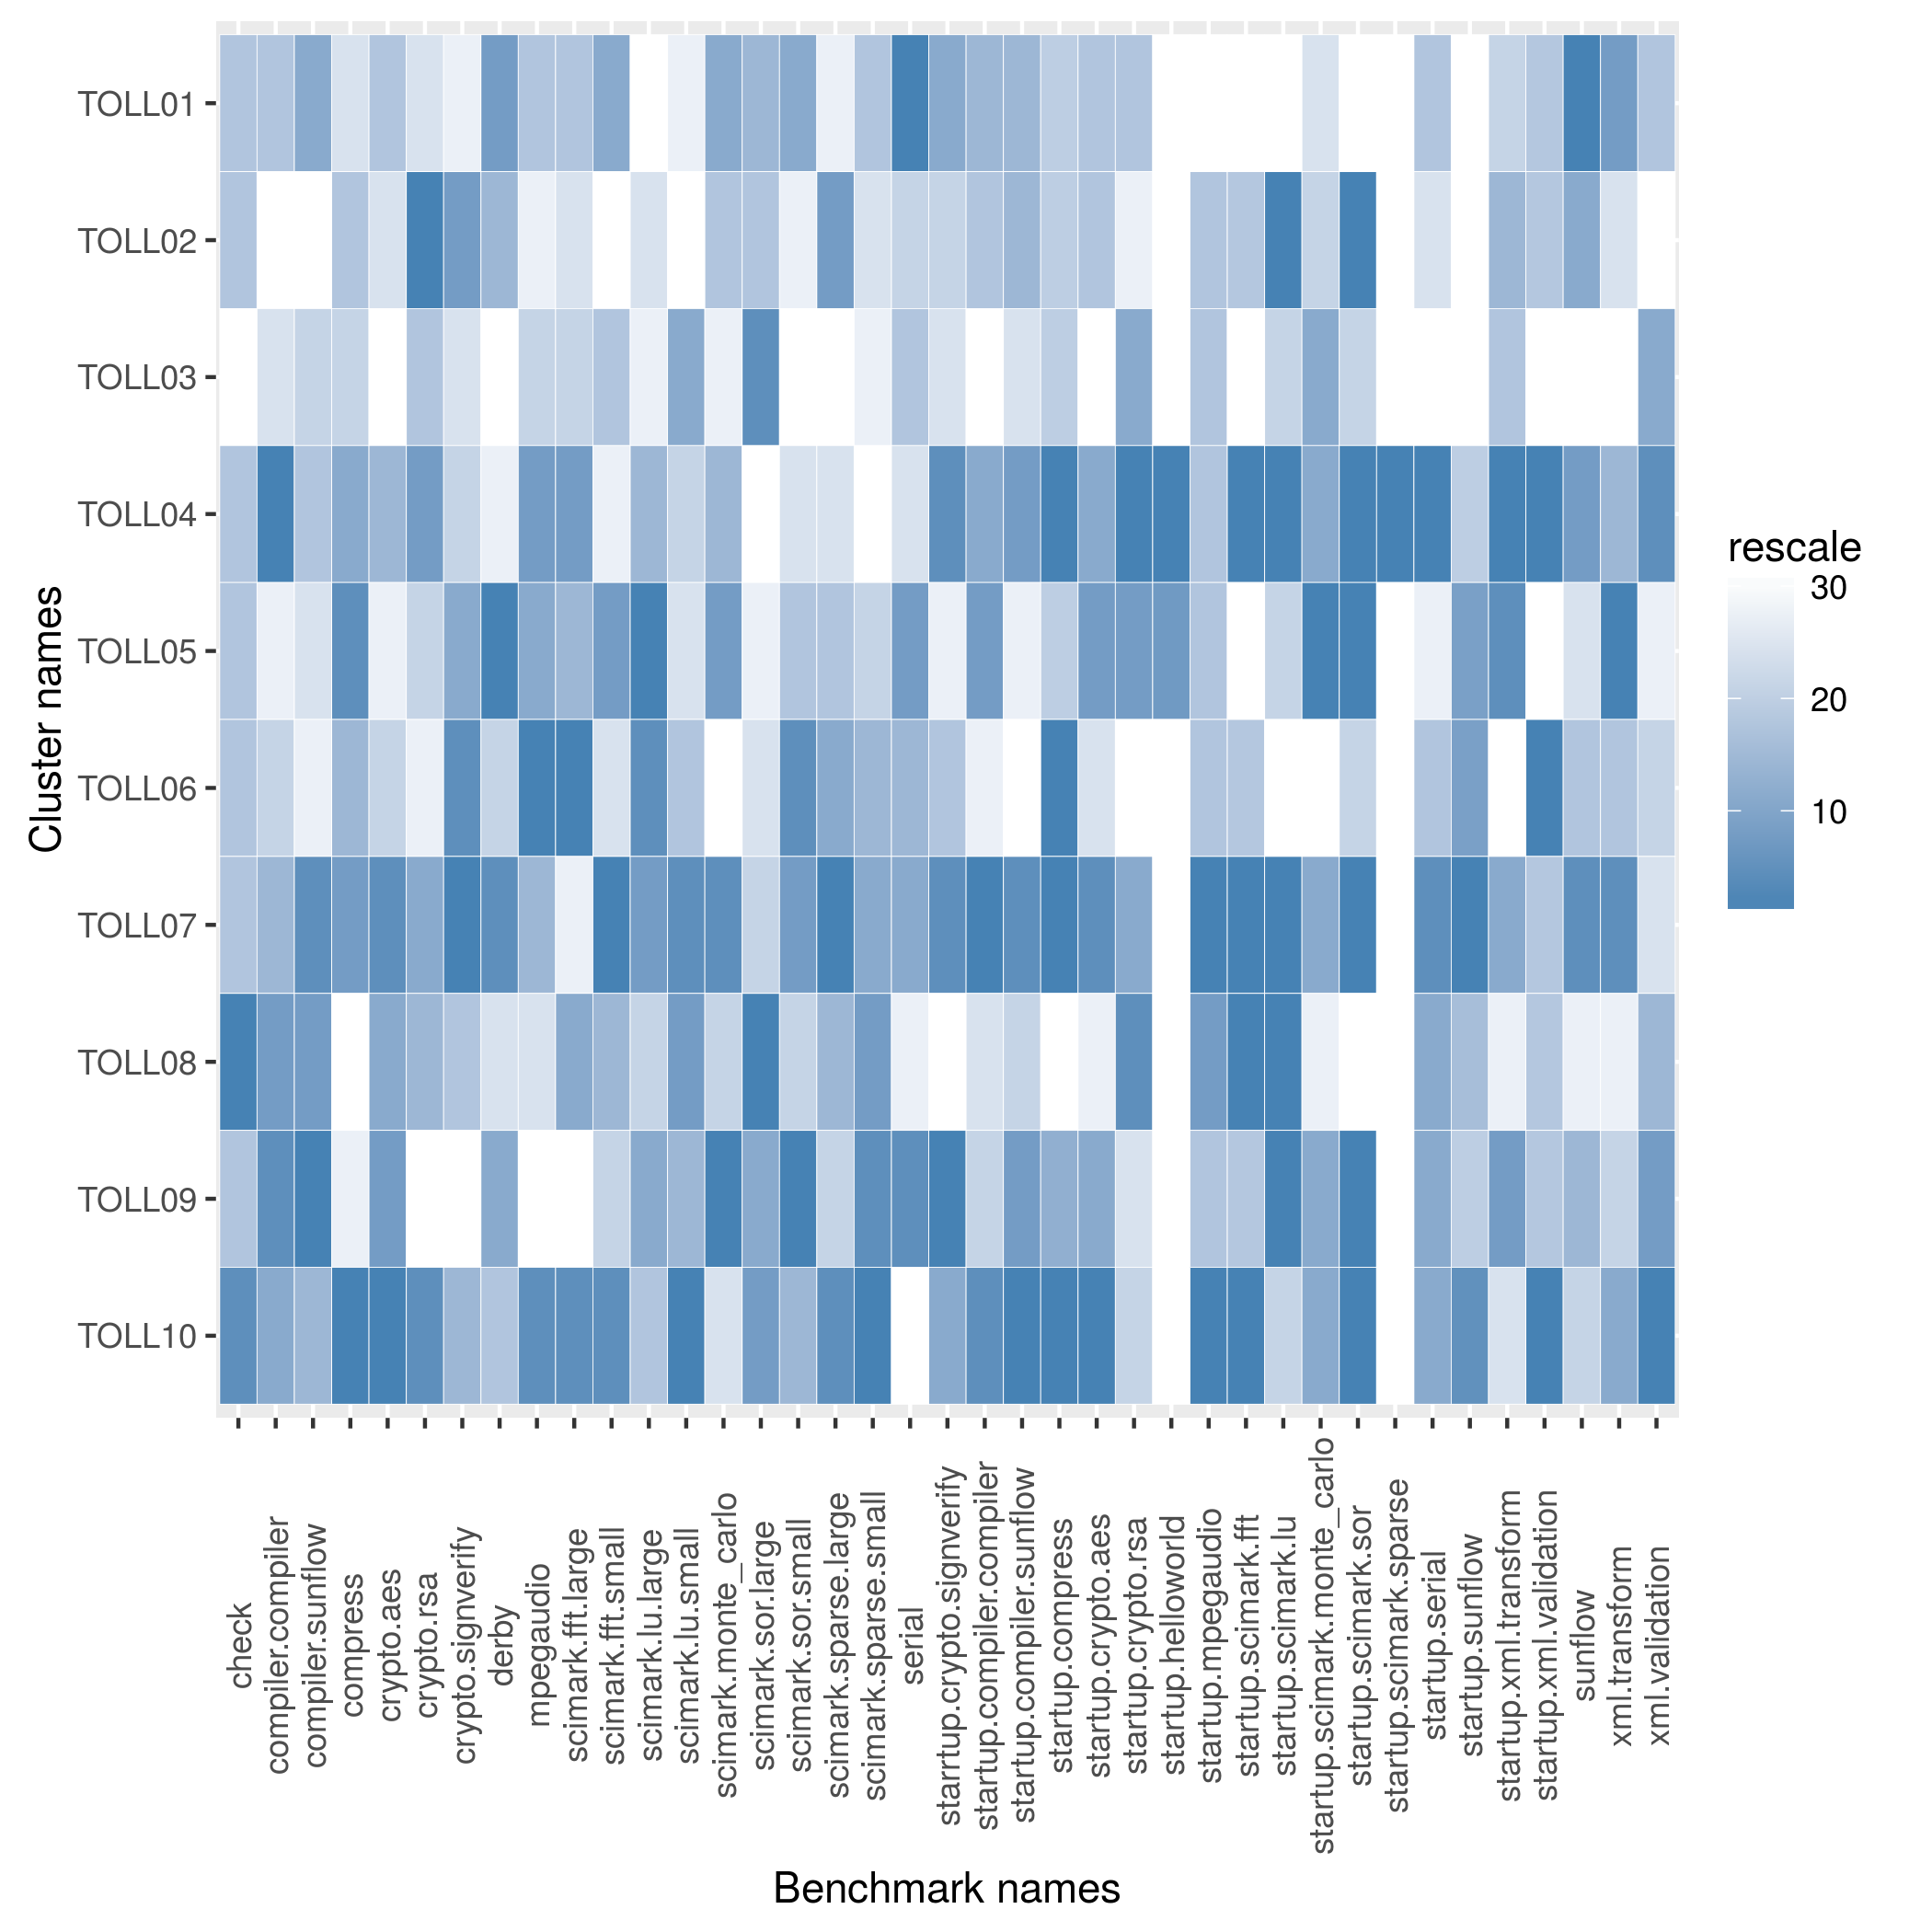 TOLL01
TOLL02
TOLL03
TOLL04
TOLL05
TOLL06
TOLL07
TOLL08
TOLL09
TOLL10
Cluster names
check
compiler.compiler
compiler.sunflow
compress
crypto.aes
crypto.rsa
crypto.signverify
derby
mpegaudio
scimark.fft.large
scimark.fft.small
scimark.lu.large
scimark.lu.small
scimark.monte_carlo
scimark.sor.large
scimark.sor.small
scimark.sparse.large
scimark.sparse.small
serial
starrtup.crypto.signverify
startup.compiler.compiler
startup.compiler.sunflow
startup.compress
startup.crypto.aes
startup.crypto.rsa
startup.helloworld
startup.mpegaudio
startup.scimark.fft
startup.scimark.lu
startup.scimark.monte_carlo
startup.scimark.sor
startup.scimark.sparse
startup.serial
startup.sunflow
startup.xml.transform
startup.xml.validation
sunflow
xml.transform
xml.validation
Benchmark names
rescale
30
20
10